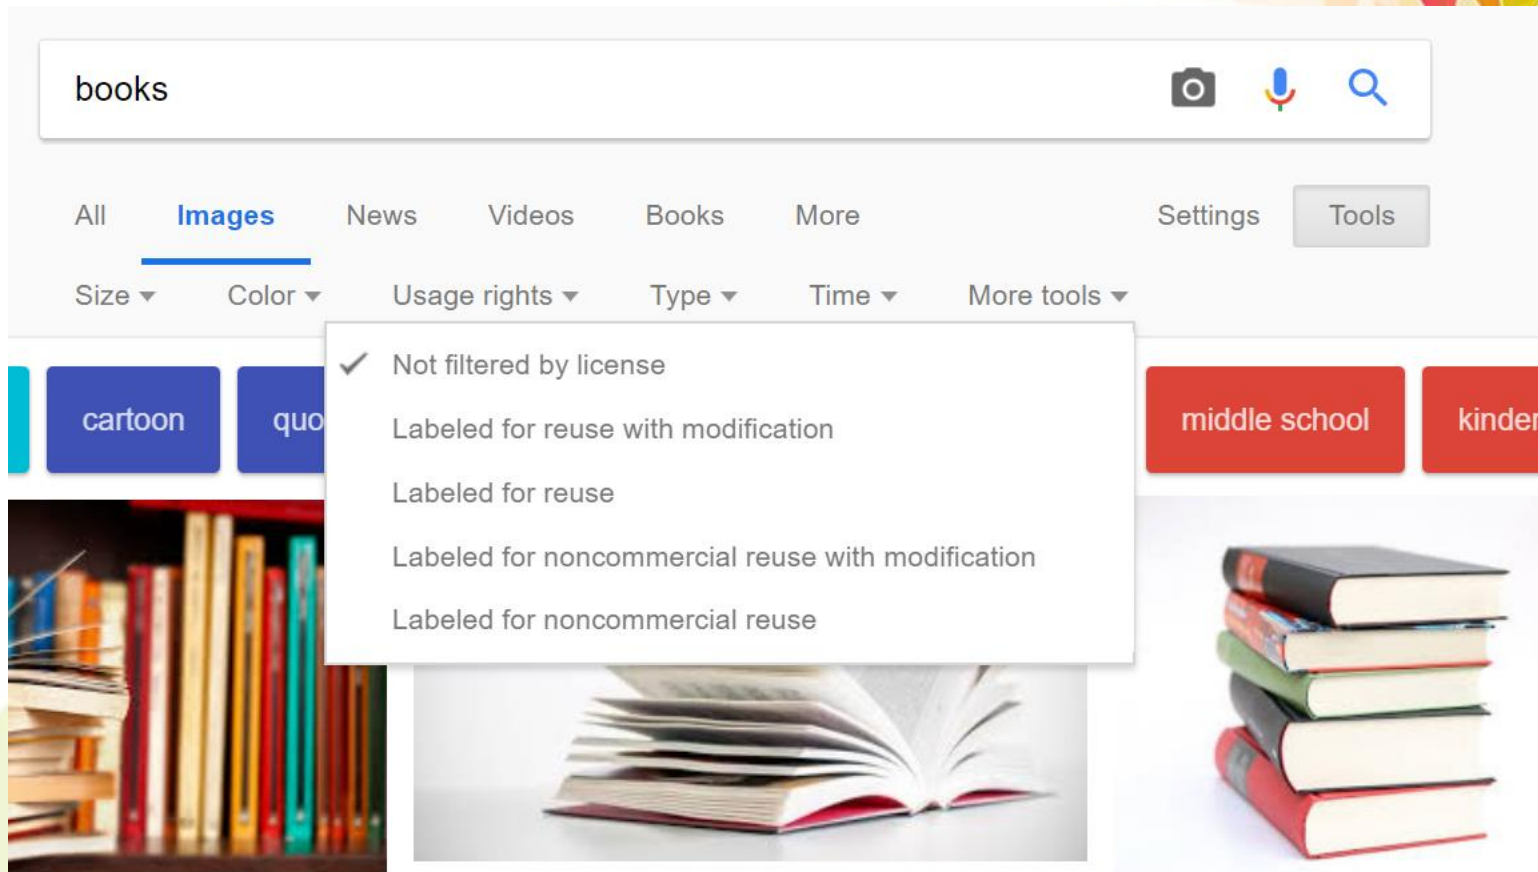 books
All Images News Videos Books More Settings Tools
Size Color Usage rights Type Time More tools
Not filtered by license
Labeled for reuse with modification
Labeled for reuse
Labeled for noncommercial reuse with modification
Labeled for noncommercial reuse
cartoon quo middle school kinder